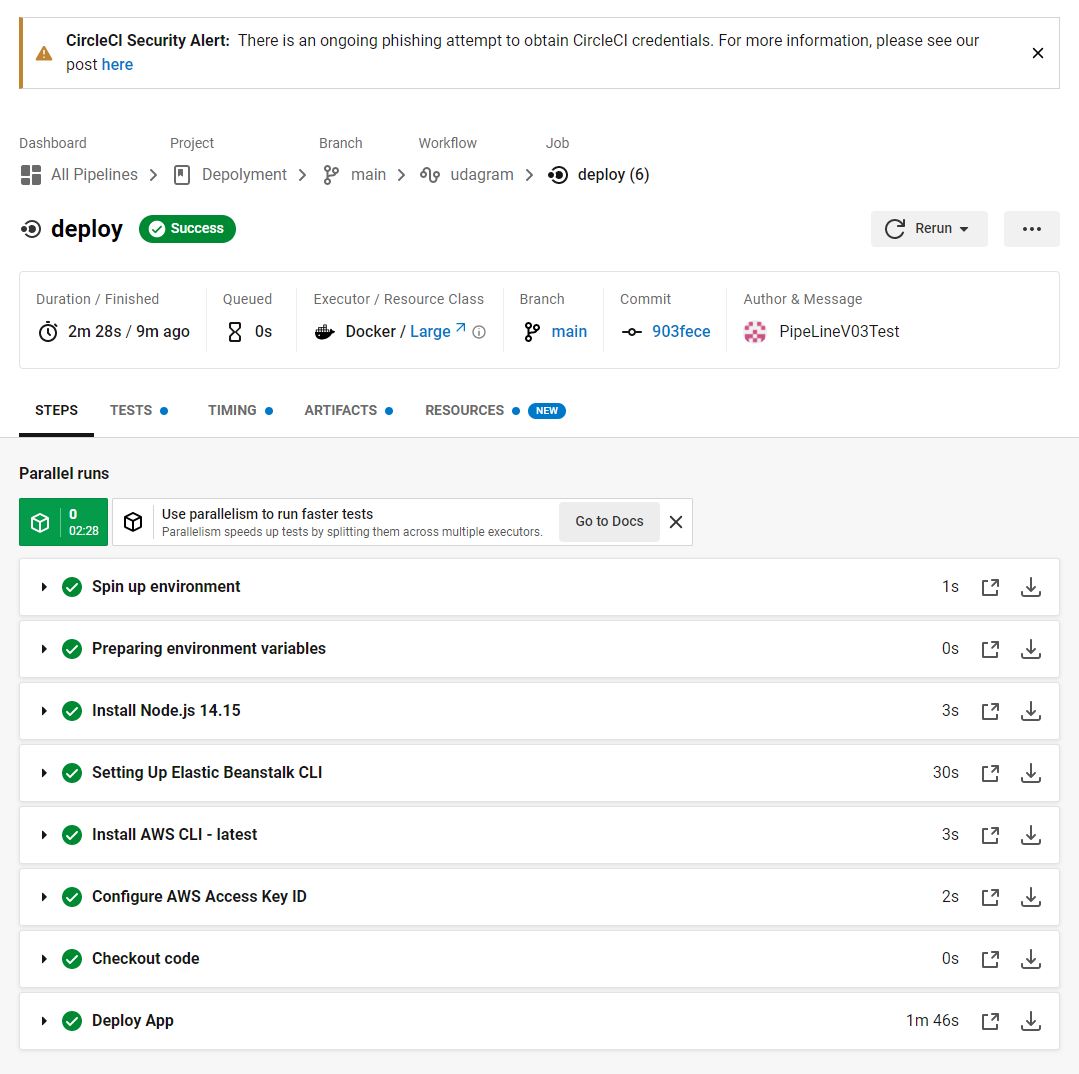 CircleCI Security Alert: There is an ongoing phishing attempt to obtain CircleCI credentials. For more information, please see our
post here
Dashboard Project Branch Workflow Job
All Pipelines Depolyment main udagram deploy (6)
deploy Success Rerun
Duration / Finished Queued Executor / Resource Class Branch Commit Author & Message
2m 28s / 9m ago 0s Docker / Large main 903fece PipeLineV03Test
STEPS TESTS TIMING ARTIFACTS RESOURCES NEW
Parallel runs
0
02:28
Use parallelism to run faster tests
Parallelism speeds up tests by splitting them across multiple executors.
Go to Docs
Spin up environment 1s
Preparing environment variables 0s
Install Node.js 14.15 3s
Setting Up Elastic Beanstalk CLI 30s
Install AWS CLI - latest 3s
Configure AWS Access Key ID 2s
Checkout code 0s
Deploy App 1m 46s